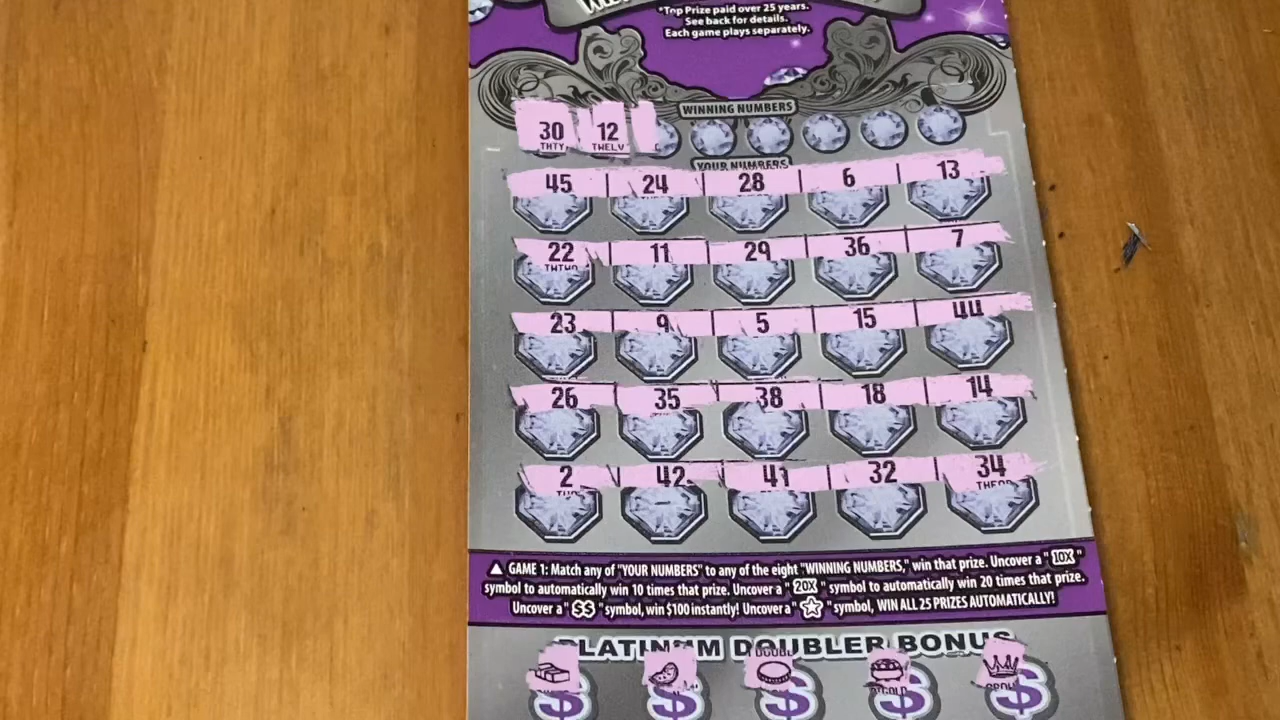 *Top Prize paid over 25 years.
See back for details.
Each game plays separately.
WINNING NUMBERS
30 12
THTY TWELV
YOUR NUMBERS
45 24 28 6 13
22 11 29 36 7
TWTWO
23 9 5 15 44
26 35 38 18 14
2 42 41 32 34
TWO
▲ GAME 1: Match any of "YOUR NUMBERS" to any of the eight "WINNING NUMBERS," win that prize. Uncover a "10X"
symbol to automatically win 10 times that prize. Uncover a "20X" symbol to automatically win 20 times that prize.
Uncover a "$$" symbol, win $100 instantly! Uncover a "☆" symbol, WIN ALL 25 PRIZES AUTOMATICALLY!
PLATINUM DOUBLER BONUS
$ $ $ $ $